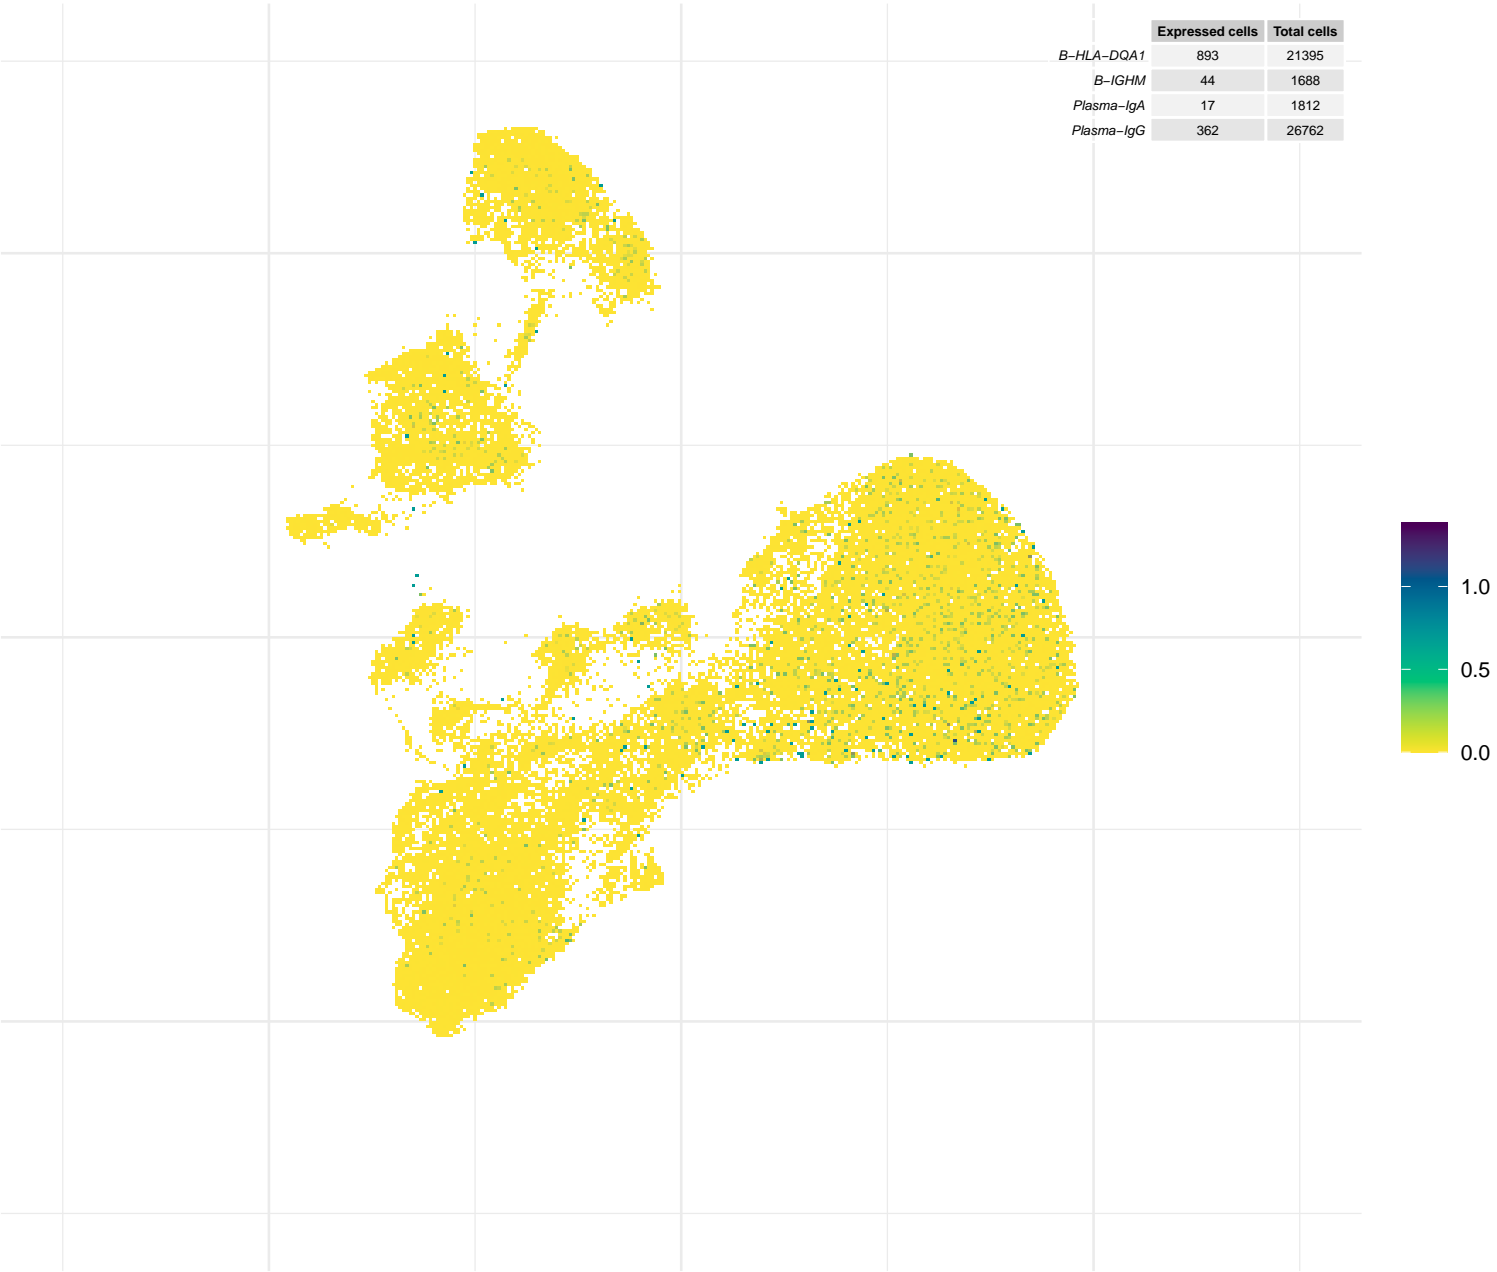 Expressed cells Total cells
B−HLA−DQA1 893 21395
B−IGHM 44 1688
Plasma−IgA 17 1812
Plasma−IgG 362 26762
1.0
0.5
0.0